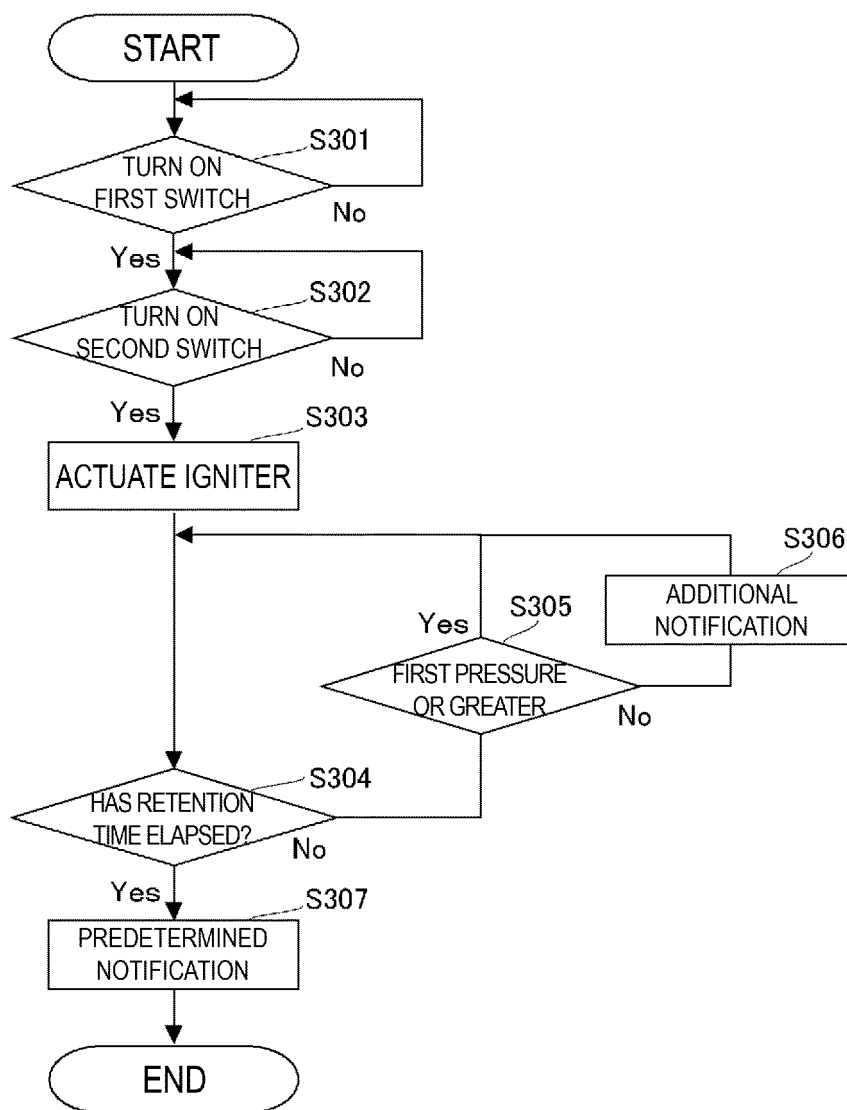 START
S301
TURN ON
FIRST SWITCH
No
Yes
S302
TURN ON
SECOND SWITCH
No
Yes
S303
ACTUATE IGNITER
S306
ADDITIONAL
NOTIFICATION
S305
Yes
FIRST PRESSURE
OR GREATER
No
S304
HAS RETENTION
TIME ELAPSED?
No
Yes
S307
PREDETERMINED
NOTIFICATION
END